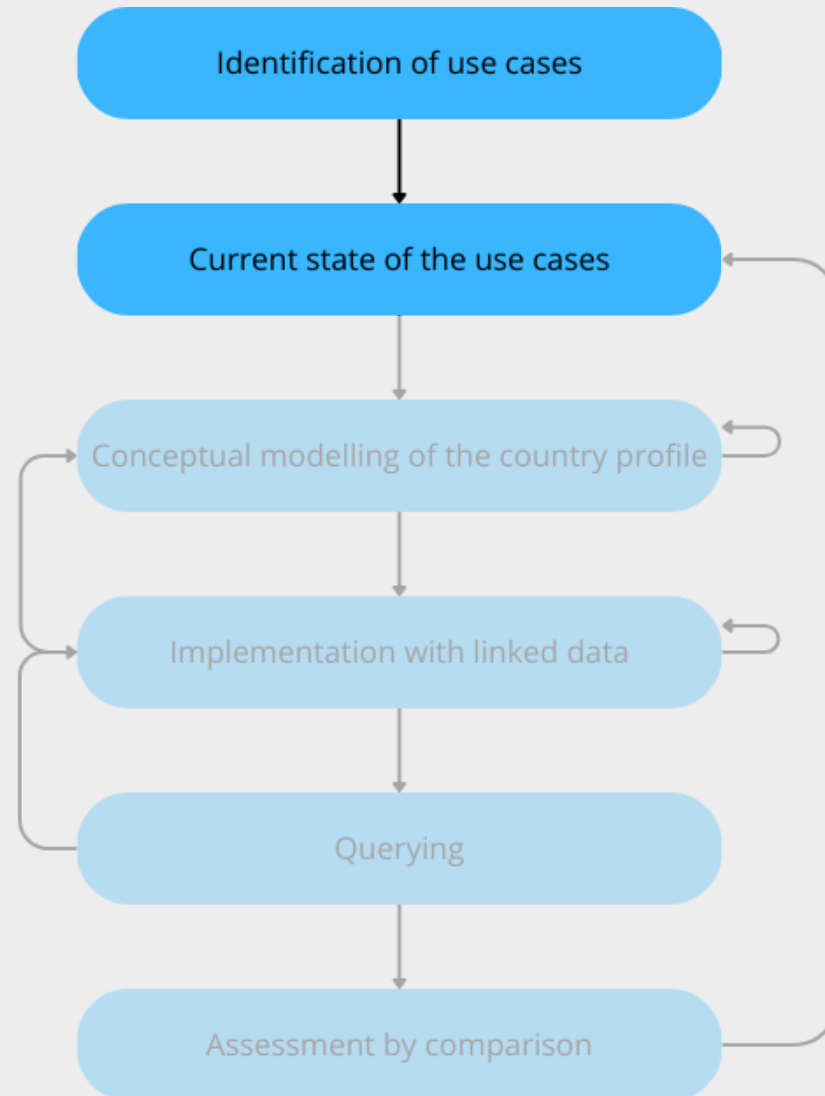 Identification of use cases
Current state of the use cases
Conceptual modelling of the country profile
Implementation with linked data
Querying
Assessment by comparison